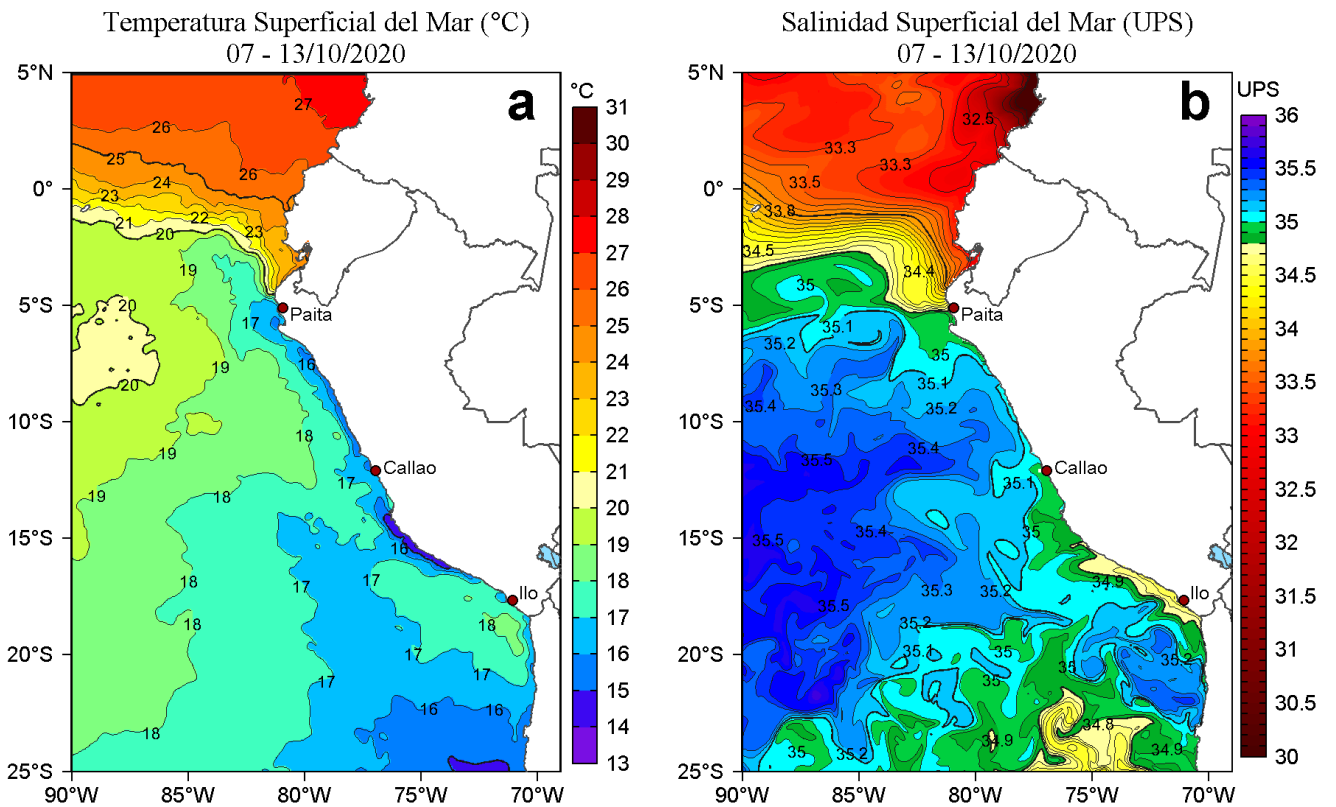 Temperatura Superficial del Mar (°C)
07 - 13/10/2020
a
°C
5°N
0°
5°S
10°S
15°S
20°S
25°S
90°W
85°W
80°W
75°W
70°W
27
26
25
26
24
23
22
21
20
23
19
20
17
20
19
16
18
19
17
18
19
16
18
17
17
18
18
17
17
17
16
16
18
Paita
Callao
Ilo
31
30
29
28
27
26
25
24
23
22
21
20
19
18
17
16
15
14
13
Salinidad Superficial del Mar (UPS)
07 - 13/10/2020
b
UPS
5°N
0°
5°S
10°S
15°S
20°S
25°S
90°W
85°W
80°W
75°W
70°W
32.5
33.3
33.3
33.5
33.8
34.5
34.4
35
35.1
35.2
35
35.1
35.3
35.4
35.2
35.4
35.5
35.1
35.4
35
35.5
34.9
35.3
35.2
35.5
35.2
35.1
35
35
35.2
35
34.8
34.9
34.9
35.2
35
Paita
Callao
Ilo
36
35.5
35
34.5
34
33.5
33
32.5
32
31.5
31
30.5
30